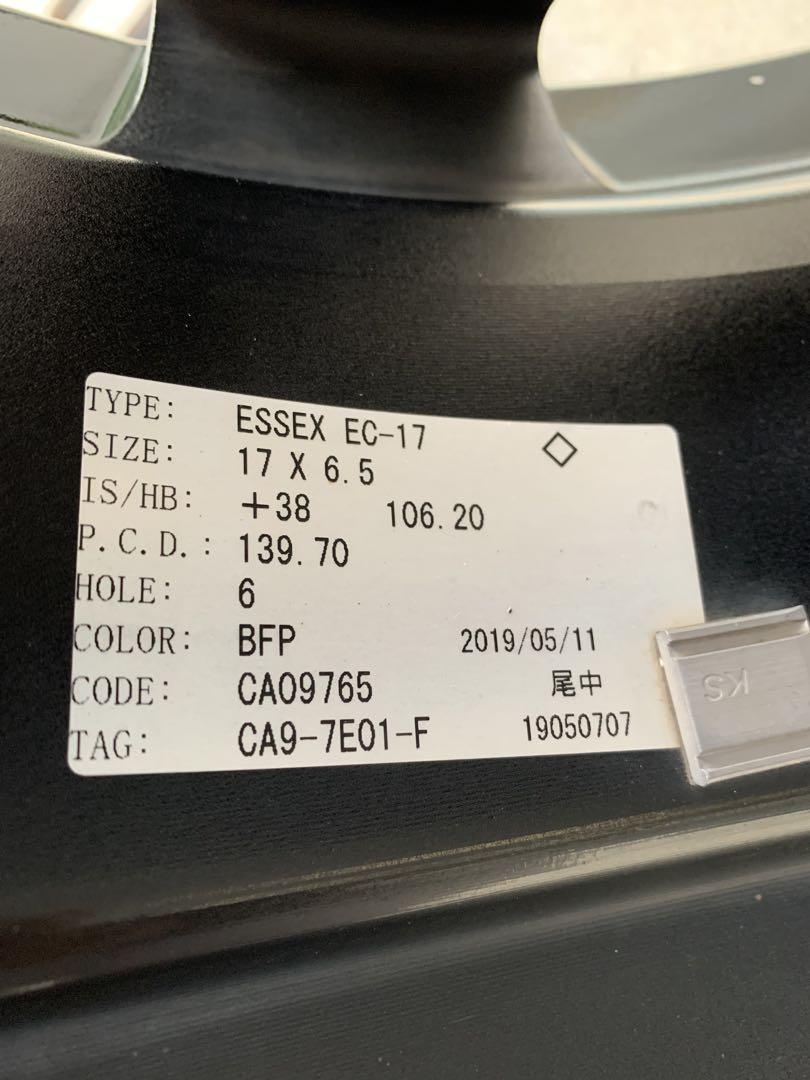 TYPE: ESSEX EC-17 ◇
SIZE: 17 X 6.5
IS/HB: +38 106.20
P.C.D.: 139.70
HOLE: 6
COLOR: BFP 2019/05/11
CODE: CA09765 尾中
TAG: CA9-7E01-F 19050707
KS